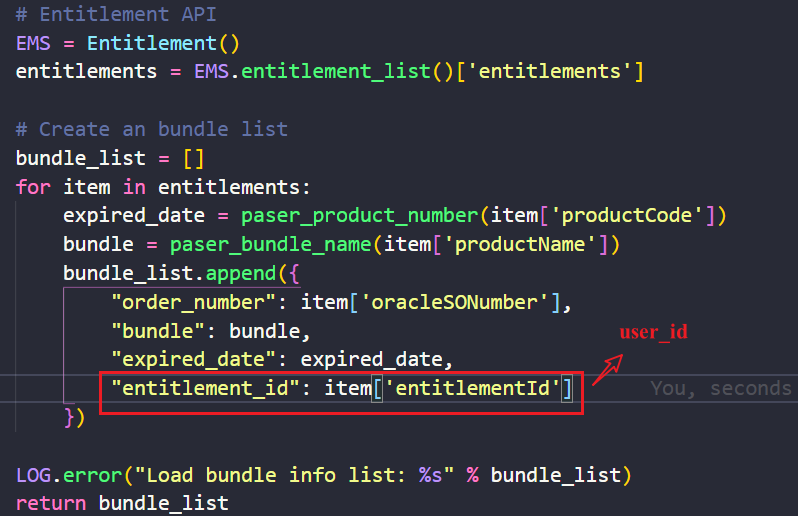 # Entitlement API
EMS = Entitlement()
entitlements = EMS.entitlement_list()['entitlements']
# Create an bundle list
bundle_list = []
for item in entitlements:
    expired_date = paser_product_number(item['productCode'])
    bundle = paser_bundle_name(item['productName'])
    bundle_list.append({
        "order_number": item['oracleSONumber'],
        "bundle": bundle,
user_id
        "expired_date": expired_date,
        "entitlement_id": item['entitlementId'] You, seconds
    })
LOG.error("Load bundle info list: %s" % bundle_list)
return bundle_list